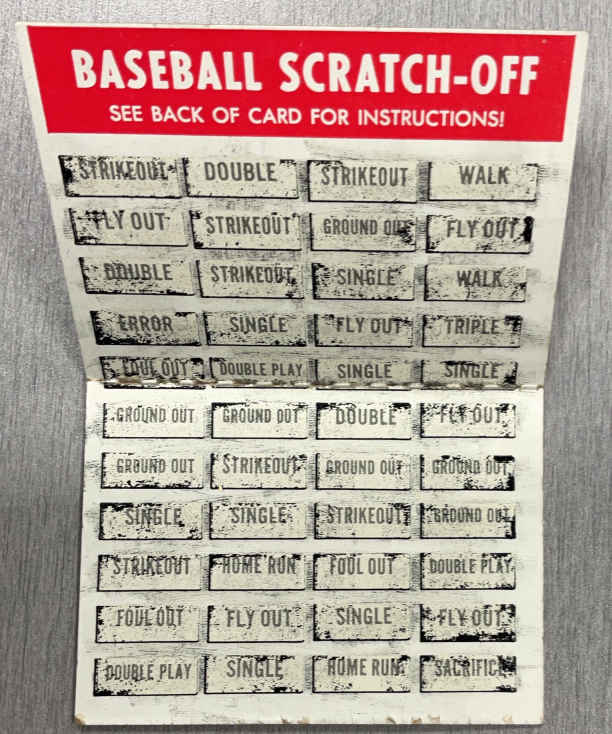 BASEBALL SCRATCH-OFF
SEE BACK OF CARD FOR INSTRUCTIONS!
STRIKEOUT DOUBLE STRIKEOUT WALK
FLY OUT STRIKEOUT GROUND OUT FLY OUT
DOUBLE STRIKEOUT SINGLE WALK
ERROR SINGLE FLY OUT TRIPLE
FOUL OUT DOUBLE PLAY SINGLE SINGLE
GROUND OUT GROUND OUT DOUBLE FLY OUT
GROUND OUT STRIKEOUT GROUND OUT GROUND OUT
SINGLE SINGLE STRIKEOUT GROUND OUT
STRIKEOUT HOME RUN FOOL OUT DOUBLE PLAY
FOUL OUT FLY OUT SINGLE FLY OUT
DOUBLE PLAY SINGLE HOME RUN SACRIFICE